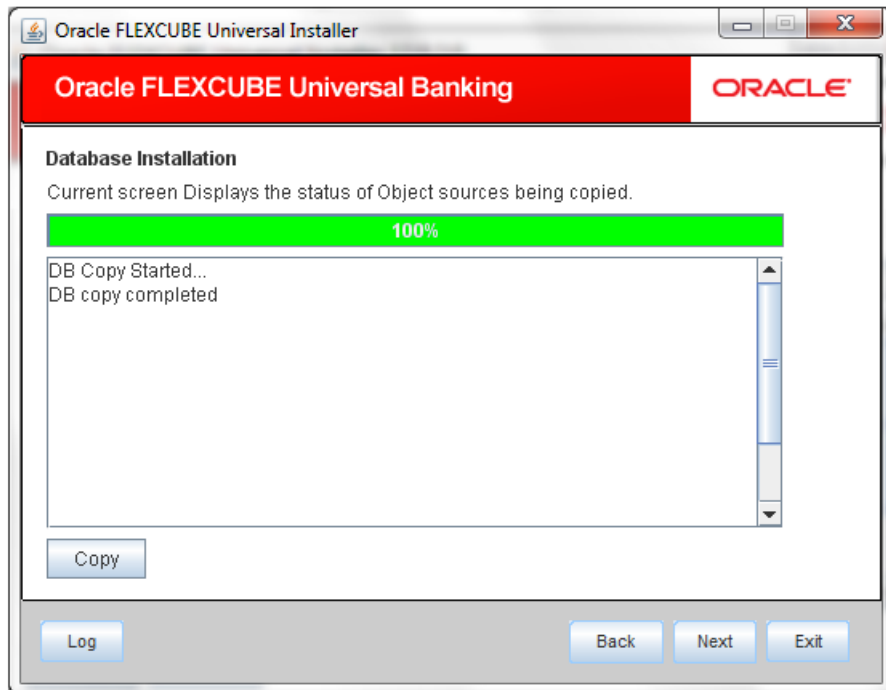 Oracle FLEXCUBE Universal Installer
Oracle FLEXCUBE Universal Banking
ORACLE
Database Installation
Current screen Displays the status of Object sources being copied.
100%
DB Copy Started...
DB copy completed
Copy
Log Back Next Exit